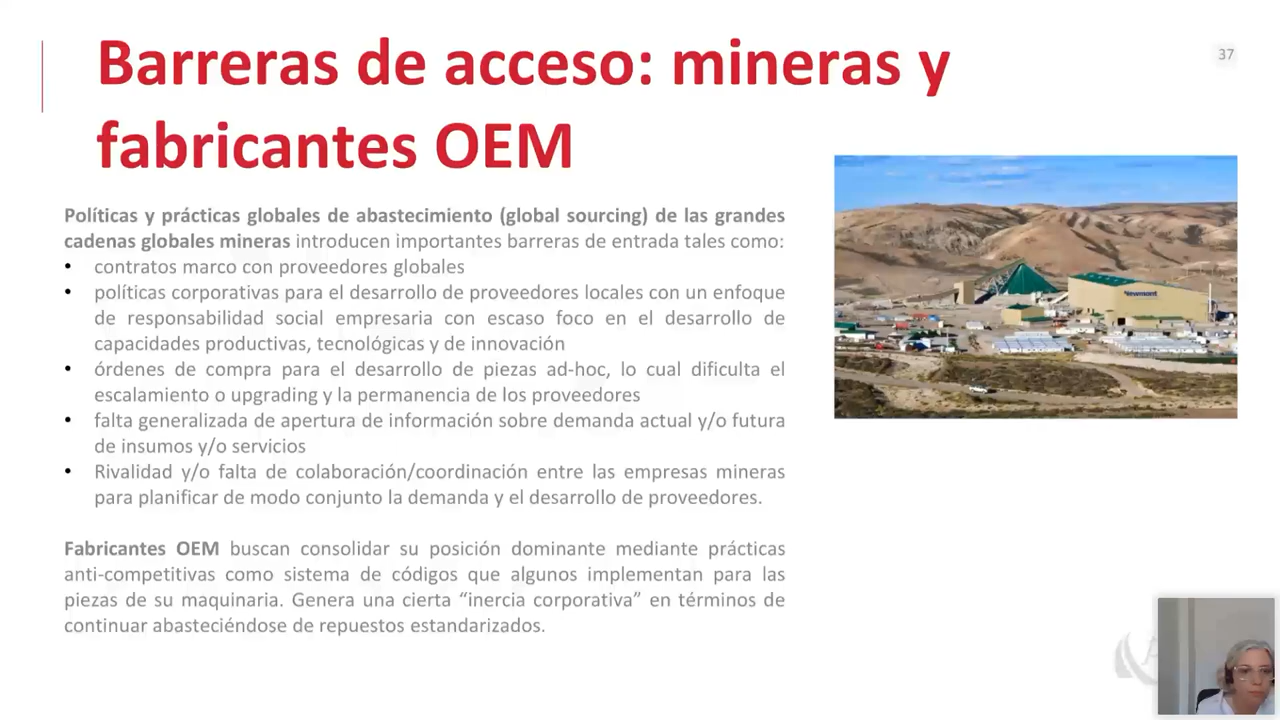 Barreras de acceso: mineras y
fabricantes OEM
37
Políticas y prácticas globales de abastecimiento (global sourcing) de las grandes
cadenas globales mineras introducen importantes barreras de entrada tales como:
• contratos marco con proveedores globales
• políticas corporativas para el desarrollo de proveedores locales con un enfoque
de responsabilidad social empresaria con escaso foco en el desarrollo de
capacidades productivas, tecnológicas y de innovación
• órdenes de compra para el desarrollo de piezas ad-hoc, lo cual dificulta el
escalamiento o upgrading y la permanencia de los proveedores
• falta generalizada de apertura de información sobre demanda actual y/o futura
de insumos y/o servicios
• Rivalidad y/o falta de colaboración/coordinación entre las empresas mineras
para planificar de modo conjunto la demanda y el desarrollo de proveedores.
Fabricantes OEM buscan consolidar su posición dominante mediante prácticas
anti-competitivas como sistema de códigos que algunos implementan para las
piezas de su maquinaria. Genera una cierta “inercia corporativa” en términos de
continuar abasteciéndose de repuestos estandarizados.
Newmont